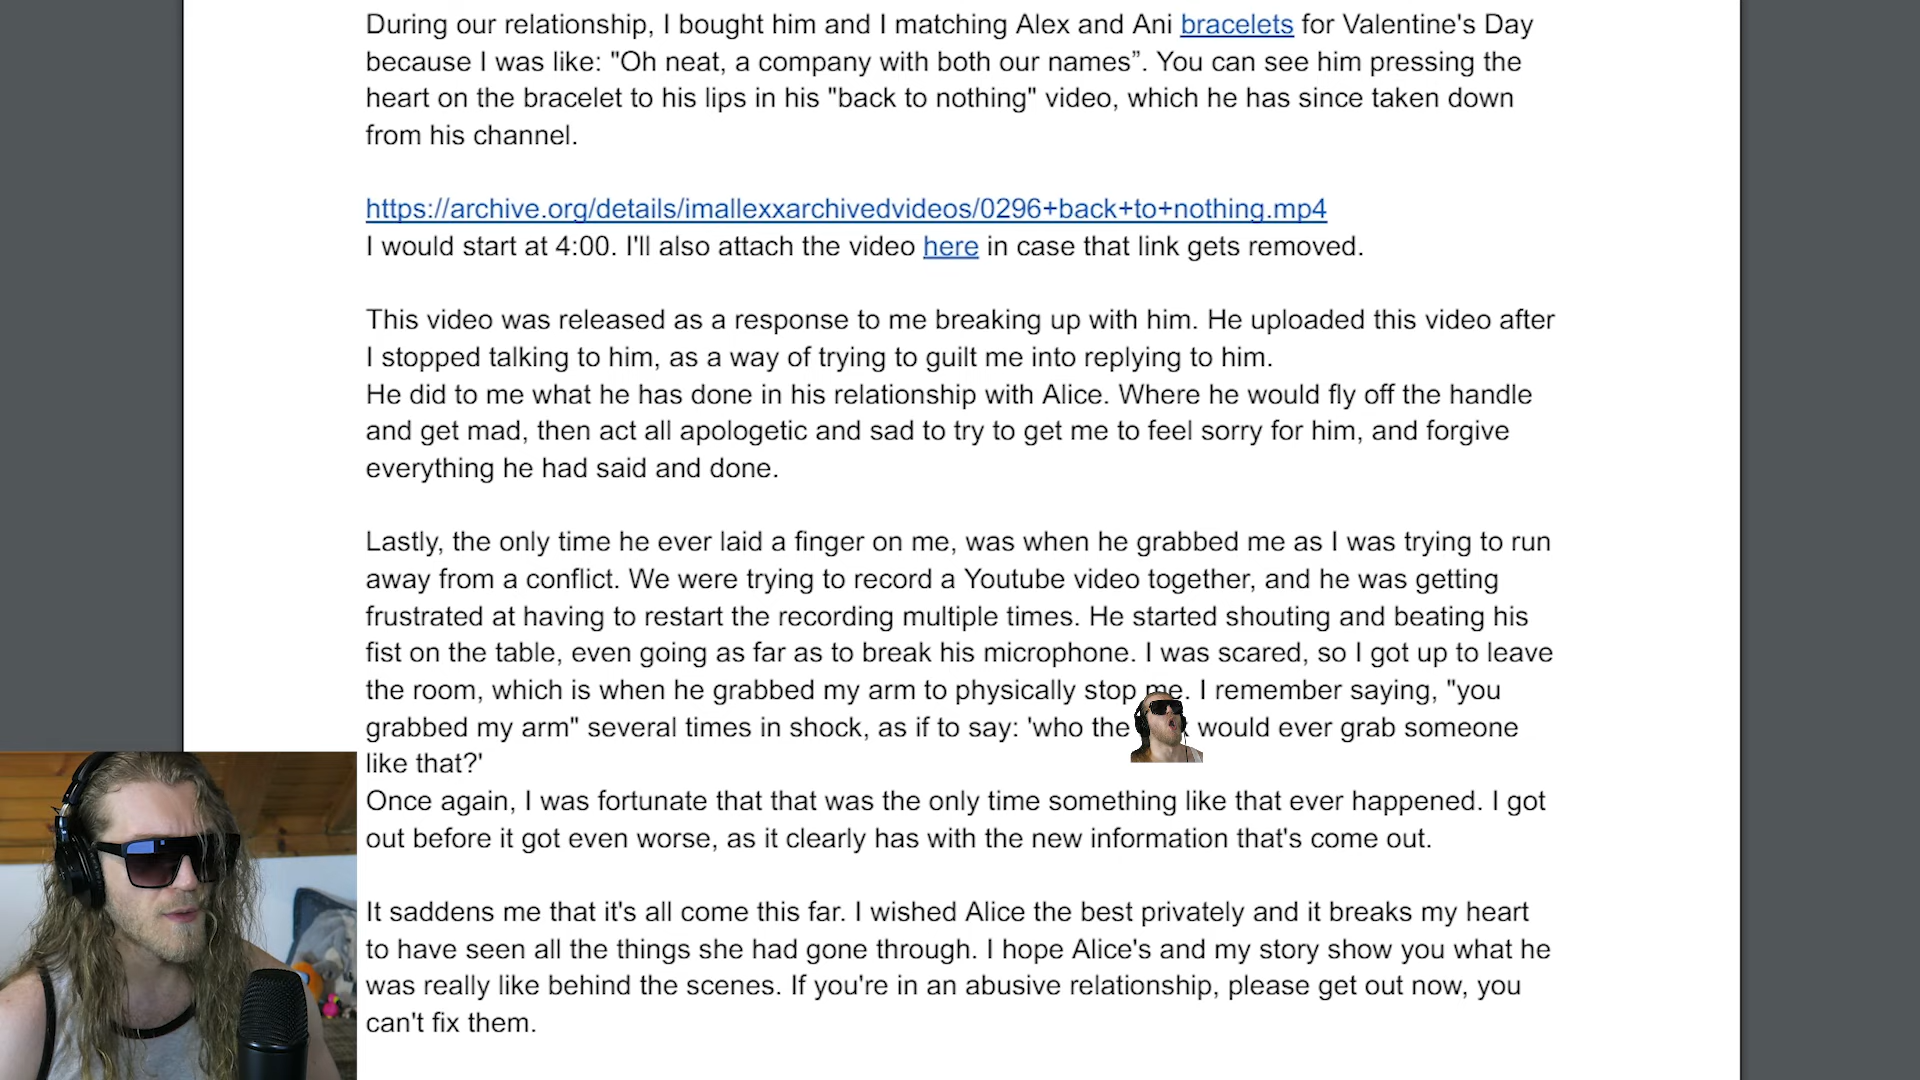 During our relationship, I bought him and I matching Alex and Ani bracelets for Valentine's Day
because I was like: "Oh neat, a company with both our names”. You can see him pressing the
heart on the bracelet to his lips in his "back to nothing" video, which he has since taken down
from his channel.
https://archive.org/details/imallexxarchivedvideos/0296+back+to+nothing.mp4
I would start at 4:00. I'll also attach the video here in case that link gets removed.
This video was released as a response to me breaking up with him. He uploaded this video after
I stopped talking to him, as a way of trying to guilt me into replying to him.
He did to me what he has done in his relationship with Alice. Where he would fly off the handle
and get mad, then act all apologetic and sad to try to get me to feel sorry for him, and forgive
everything he had said and done.
Lastly, the only time he ever laid a finger on me, was when he grabbed me as I was trying to run
away from a conflict. We were trying to record a Youtube video together, and he was getting
frustrated at having to restart the recording multiple times. He started shouting and beating his
fist on the table, even going as far as to break his microphone. I was scared, so I got up to leave
the room, which is when he grabbed my arm to physically stop me. I remember saying, "you
grabbed my arm" several times in shock, as if to say: 'who the would ever grab someone
like that?'
Once again, I was fortunate that that was the only time something like that ever happened. I got
out before it got even worse, as it clearly has with the new information that's come out.
It saddens me that it's all come this far. I wished Alice the best privately and it breaks my heart
to have seen all the things she had gone through. I hope Alice's and my story show you what he
was really like behind the scenes. If you're in an abusive relationship, please get out now, you
can't fix them.